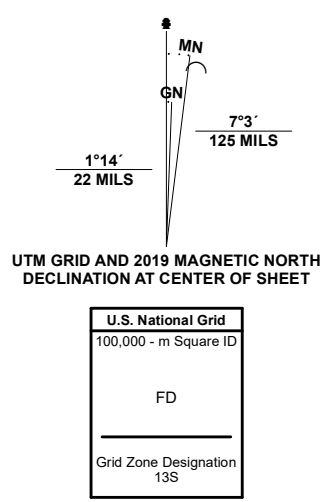 MN
GN
7°3´
125 MILS
1°14´
22 MILS
UTM GRID AND 2019 MAGNETIC NORTH
DECLINATION AT CENTER OF SHEET
U.S. National Grid
100,000 - m Square ID
FD
Grid Zone Designation
13S